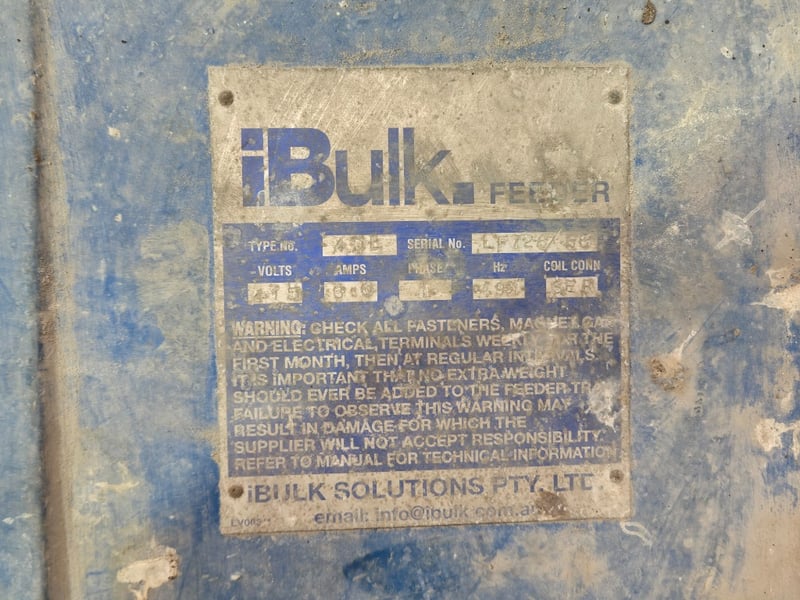 iBulk. FEEDER
TYPE No. SERIAL No.
VOLTS AMPS PHASE Hz COIL CONN
415
WARNING: CHECK ALL FASTENERS, MAGNET GAP
AND ELECTRICAL TERMINALS WEEKLY FOR THE
FIRST MONTH, THEN AT REGULAR INTERVALS.
IT IS IMPORTANT THAT NO EXTRA WEIGHT
SHOULD EVER BE ADDED TO THE FEEDER TRAY
FAILURE TO OBSERVE THIS WARNING MAY
RESULT IN DAMAGE FOR WHICH THE
SUPPLIER WILL NOT ACCEPT RESPONSIBILITY.
REFER TO MANUAL FOR TECHNICAL INFORMATION
iBULK SOLUTIONS PTY. LTD
email: info@ibulk.com.au